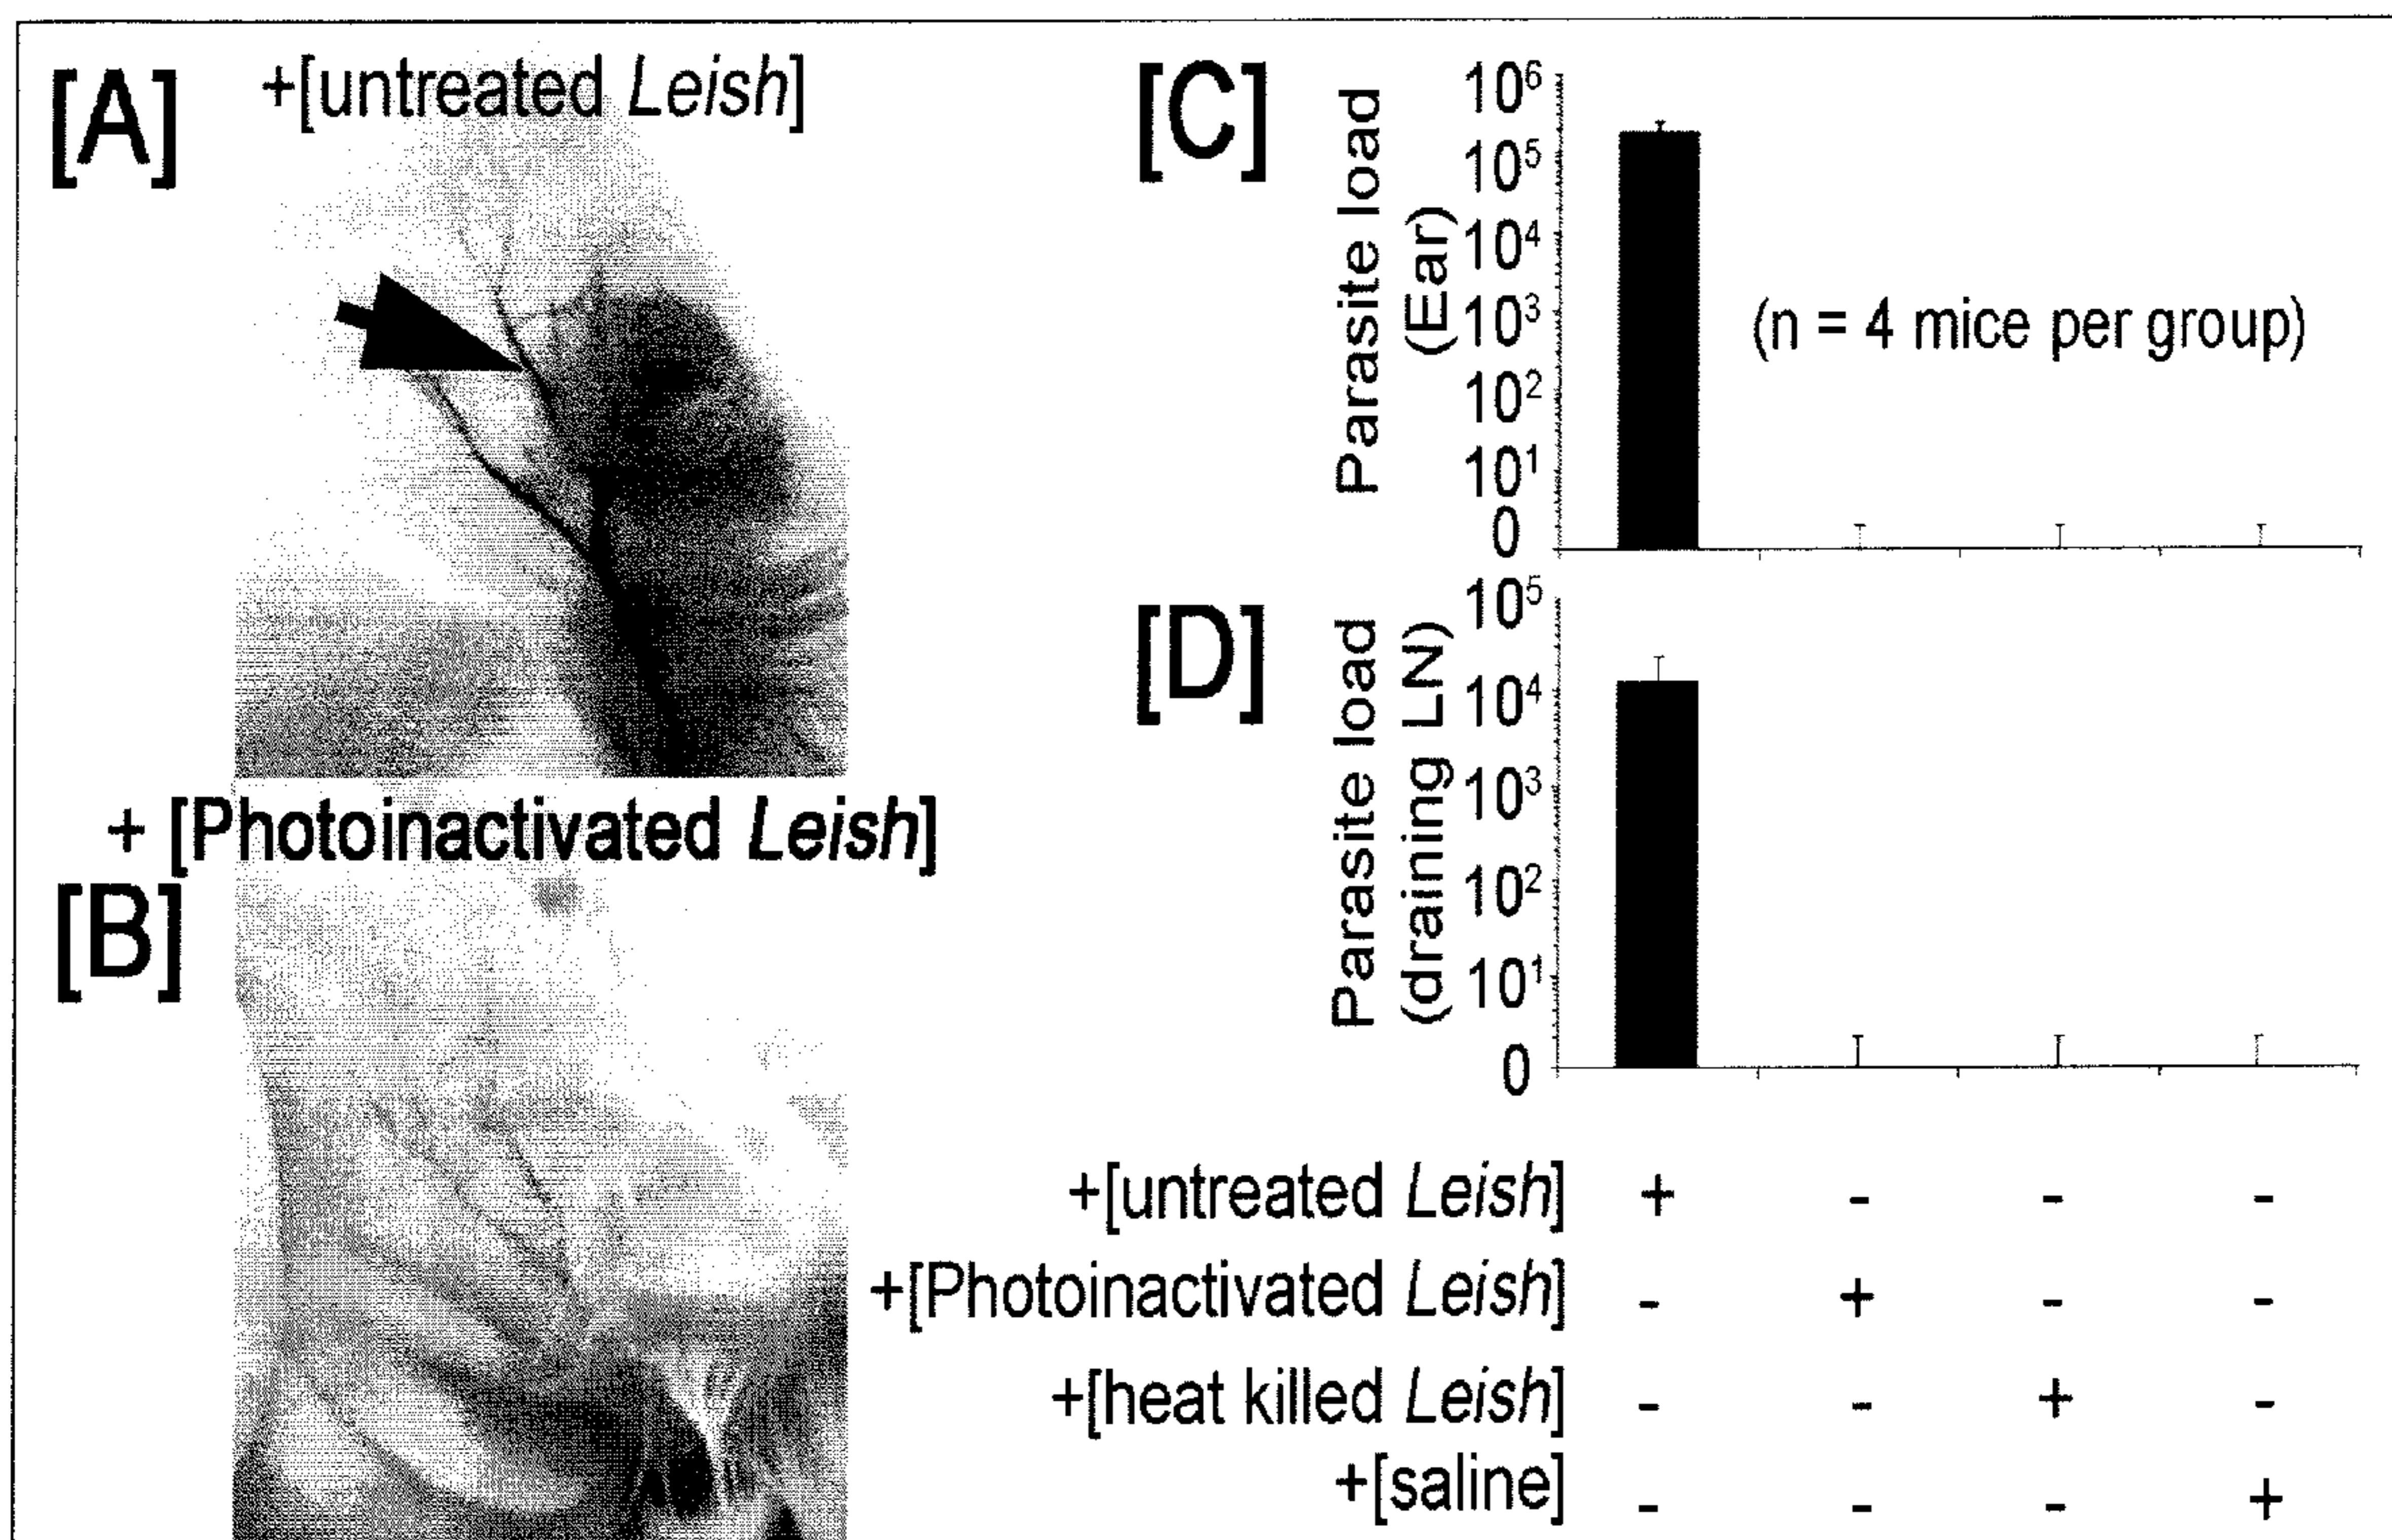 [A] +[untreated Leish]
+ [Photoinactivated Leish]
[B]
[C]
Parasite load
(Ear)
10⁶
10⁵
10⁴
10³
10²
10¹
0
(n = 4 mice per group)
[D]
Parasite load
(draining LN)
10⁵
10⁴
10³
10²
10¹
0
+[untreated Leish] + - - -
+[Photoinactivated Leish] - + - -
+[heat killed Leish] - - + -
+[saline] - - - +